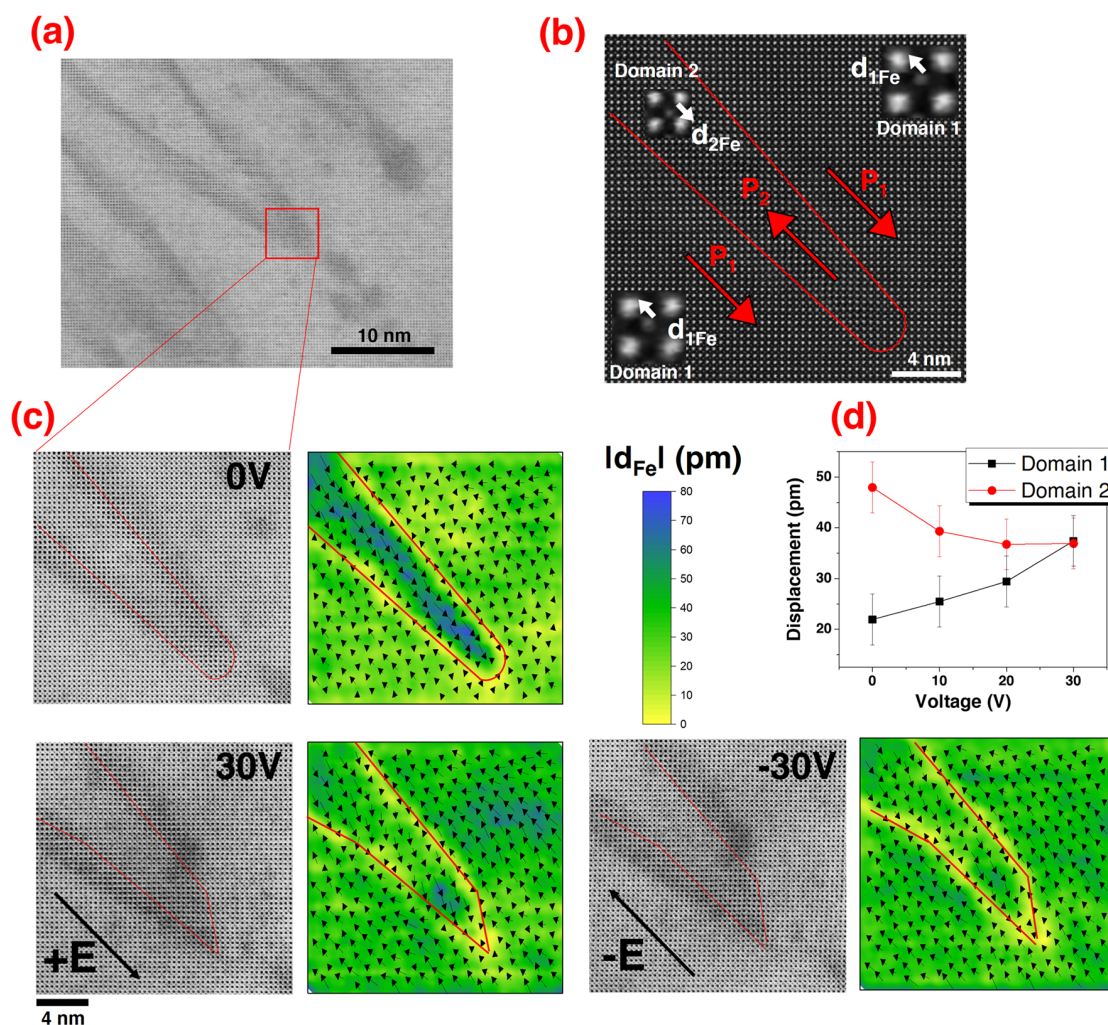 (a)
10 nm
(b)
Domain 2
d2Fe
d1Fe
Domain 1
P1
P2
P1
d1Fe
Domain 1
4 nm
(c)
0V
|dFe| (pm)
80
70
60
50
40
30
20
10
0
(d)
Domain 1
Domain 2
Displacement (pm)
50
40
30
20
0 10 20 30
Voltage (V)
30V
+E
4 nm
-30V
-E